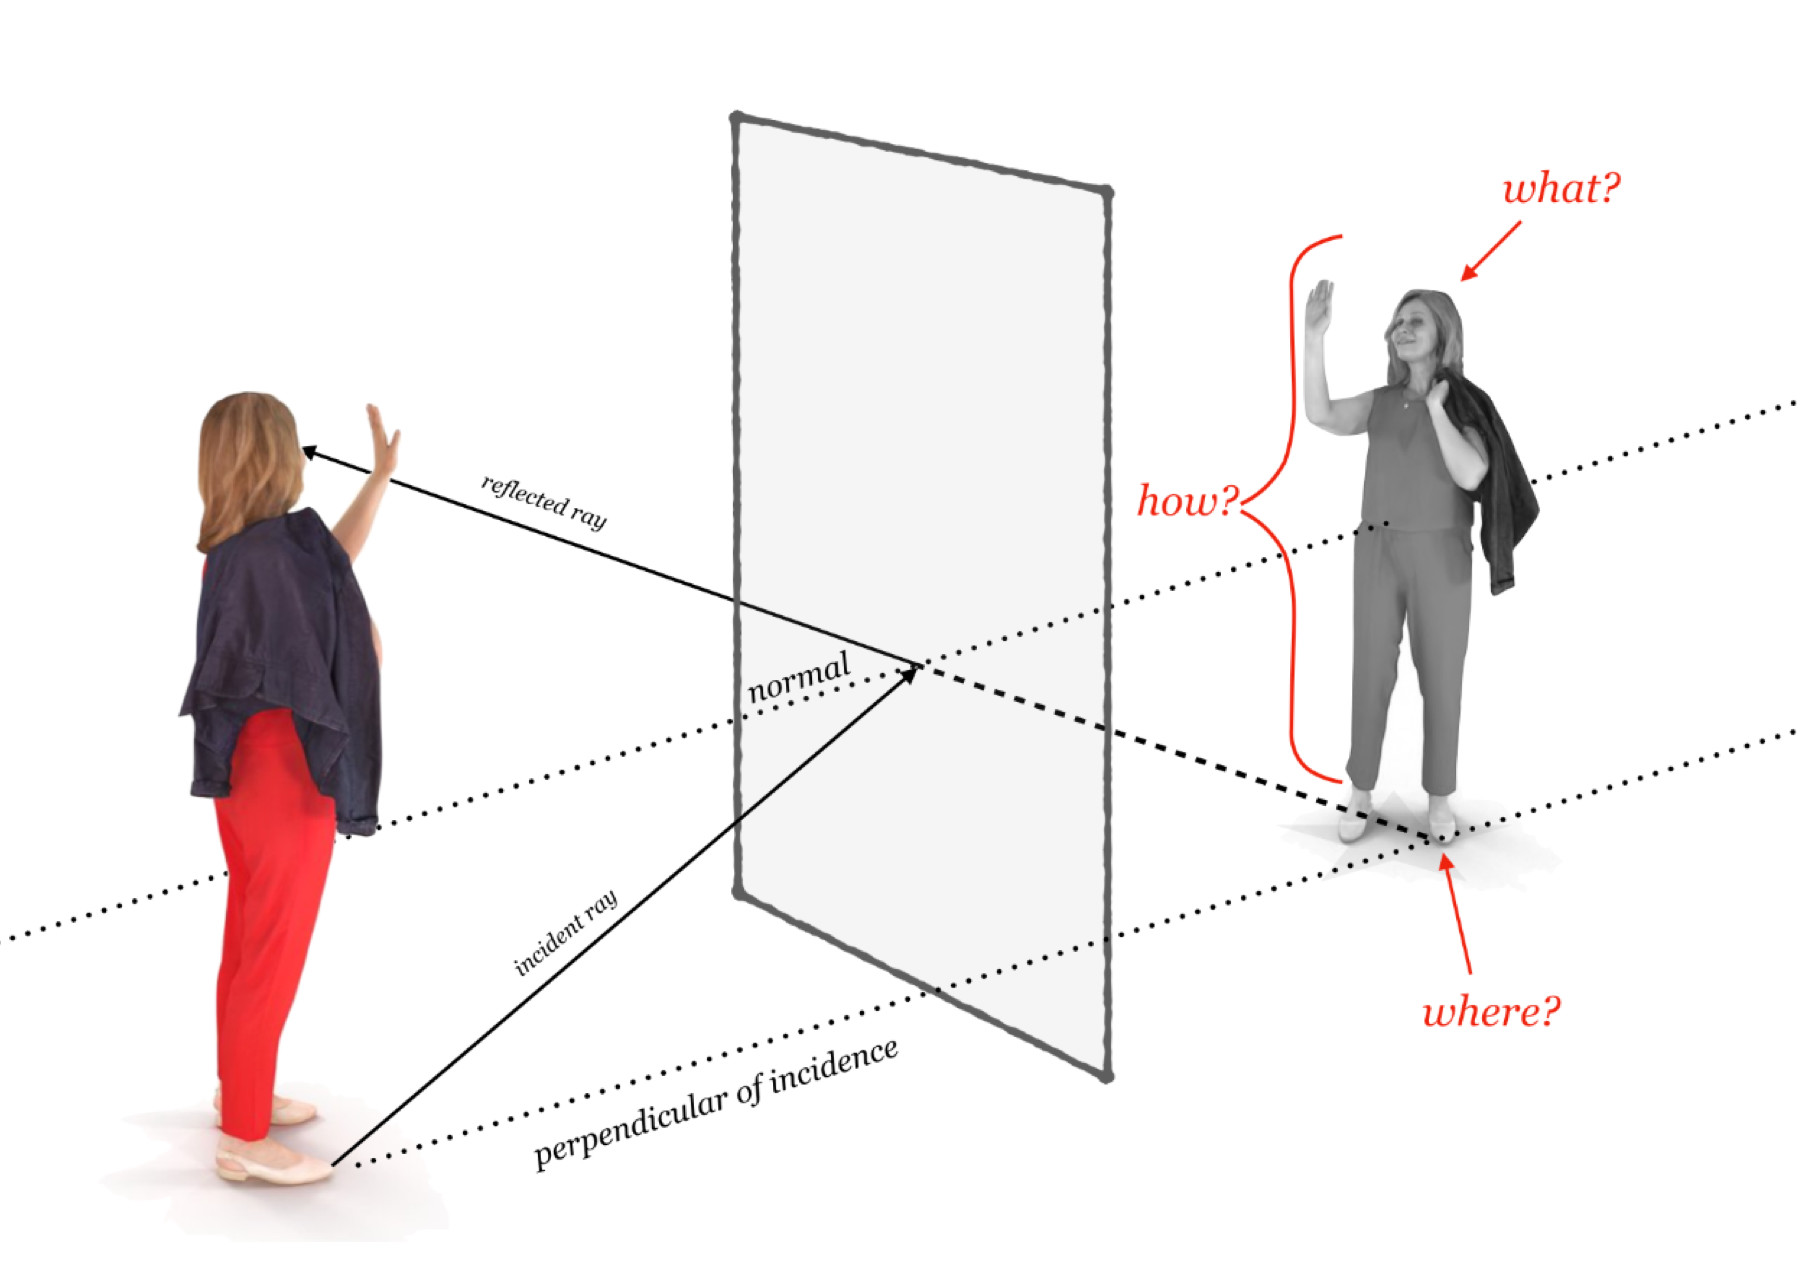 what?
reflected ray
how?
normal
incident ray
where?
perpendicular of incidence